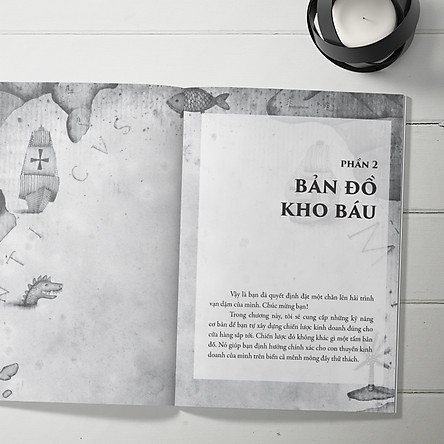 PHẦN 2
BẢN ĐỒ
KHO BÁU
Vậy là bạn đã quyết định đặt một chân lên hải trình
vạn dặm của mình. Chúc mừng bạn!
Trong chương này, tôi sẽ cung cấp những kỹ năng
cơ bản để bạn tự xây dựng chiến lược kinh doanh đúng cho
cửa hàng sắp tới. Chiến lược đó không khác gì một tấm bản
đồ. Nó giúp bạn định hướng chính xác cho con thuyền kinh
doanh của mình trên biển cả mênh mông đầy thử thách.